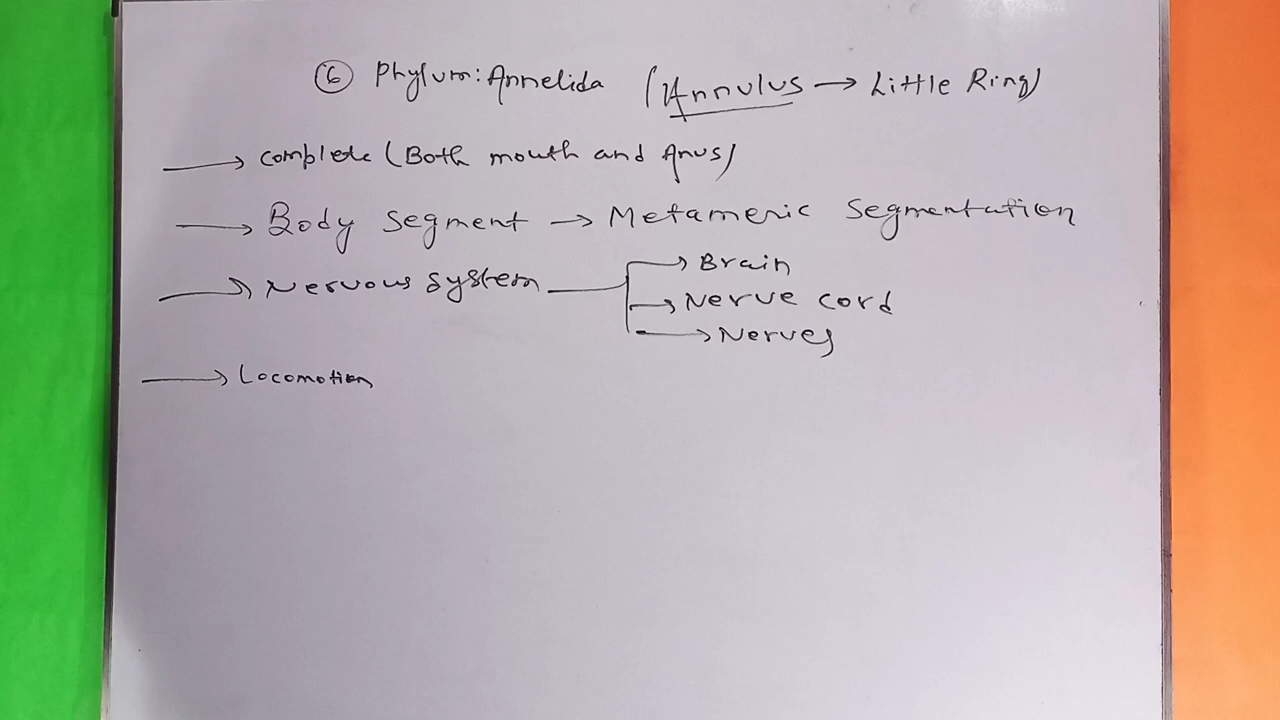 ⑥ Phylum: Annelida (Annulus → Little Ring)
→ complete (Both mouth and Anus)
→ Body segment → Metameric segmentation
→ Nervous system → Brain
→ Nerve cord
→ Nerves
→ Locomotion